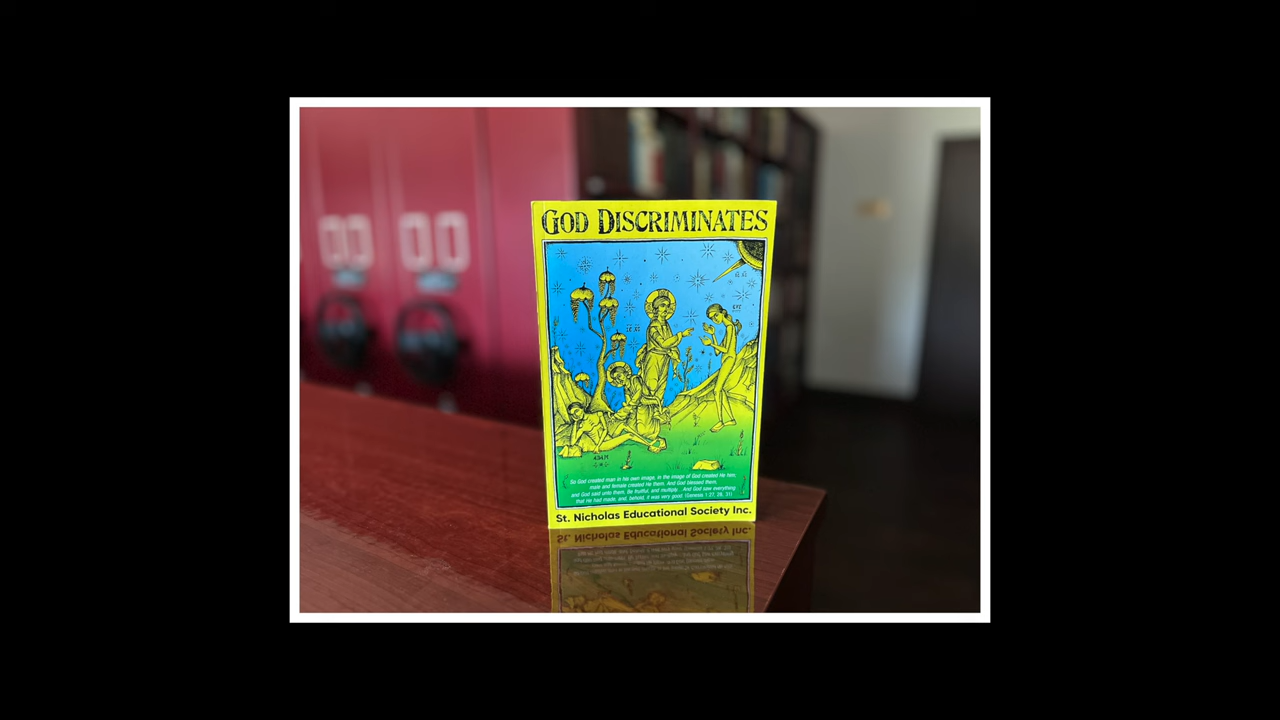 GOD DISCRIMINATES
So God created man in his own image, in the image of God created He him,
male and female created He them. And God blessed them,
and God said unto them, Be fruitful, and multiply... And God saw everything
that He had made, and, behold, it was very good. (Genesis 1:27, 28, 31)
St. Nicholas Educational Society Inc.